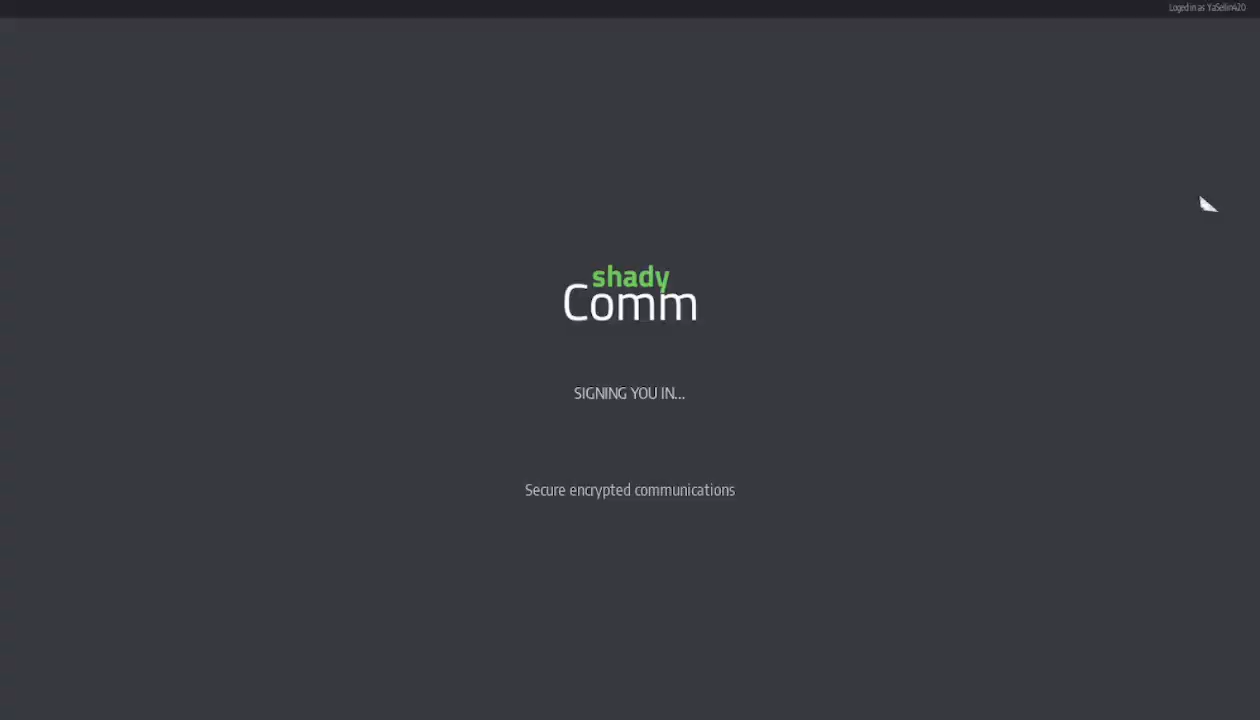 Loged in as YaSellin420
shady
Comm
SIGNING YOU IN...
Secure encrypted communications